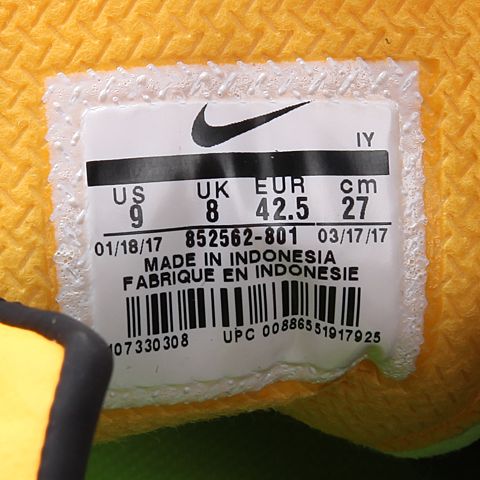 IY
US UK EUR cm
9 8 42.5 27
01/18/17 852562-801 03/17/17
MADE IN INDONESIA
FABRIQUE EN INDONESIE
107330308 UPC 00886551917925